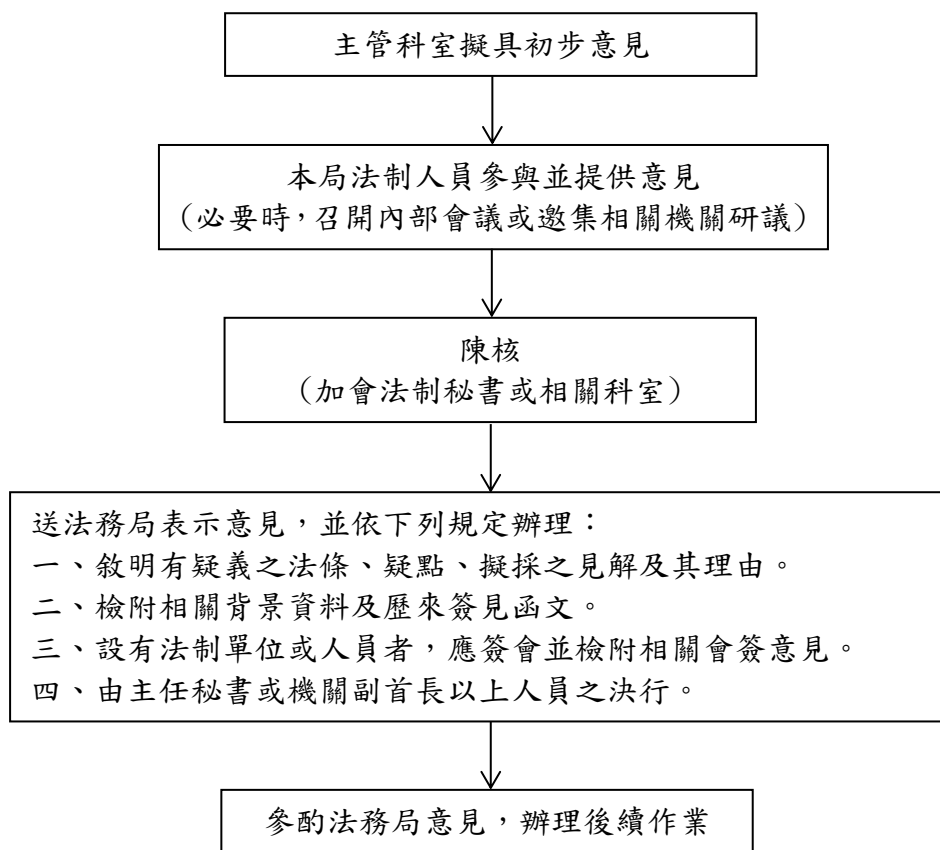 主管科室擬具初步意見
本局法制人員參與並提供意見
（必要時，召開內部會議或邀集相關機關研議）
陳核
（加會法制秘書或相關科室）
送法務局表示意見，並依下列規定辦理：
一、敘明有疑義之法條、疑點、擬採之見解及其理由。
二、檢附相關背景資料及歷來簽見函文。
三、設有法制單位或人員者，應簽會並檢附相關會簽意見。
四、由主任秘書或機關副首長以上人員之決行。
參酌法務局意見，辦理後續作業